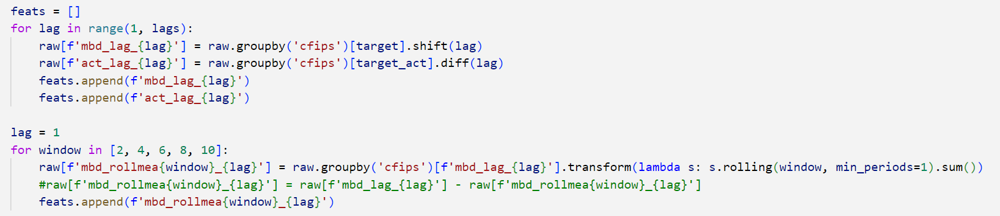 feats = []
for lag in range(1, lags):
    raw[f'mbd_lag_{lag}'] = raw.groupby('cfips')[target].shift(lag)
    raw[f'act_lag_{lag}'] = raw.groupby('cfips')[target_act].diff(lag)
    feats.append(f'mbd_lag_{lag}')
    feats.append(f'act_lag_{lag}')

lag = 1
for window in [2, 4, 6, 8, 10]:
    raw[f'mbd_rollmea{window}_{lag}'] = raw.groupby('cfips')[f'mbd_lag_{lag}'].transform(lambda s: s.rolling(window, min_periods=1).sum())
    #raw[f'mbd_rollmea{window}_{lag}'] = raw[f'mbd_lag_{lag}'] - raw[f'mbd_rollmea{window}_{lag}']
    feats.append(f'mbd_rollmea{window}_{lag}')